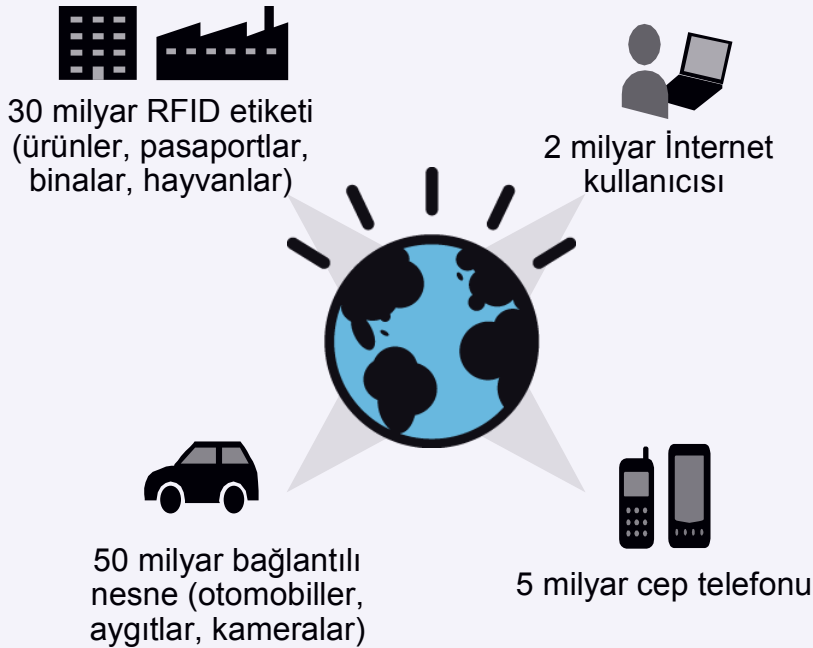 30 milyar RFID etiketi
(ürünler, pasaportlar,
binalar, hayvanlar)
2 milyar İnternet
kullanıcısı
50 milyar bağlantılı
nesne (otomobiller,
aygıtlar, kameralar)
5 milyar cep telefonu